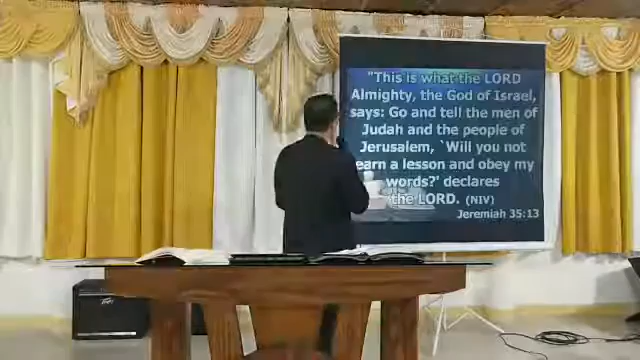 "This is what the LORD
Almighty, the God of Israel,
says: Go and tell the men of
Judah and the people of
Jerusalem, `Will you not
earn a lesson and obey my
words?' declares
the LORD. (NIV)
Jeremiah 35:13
PEAVEY